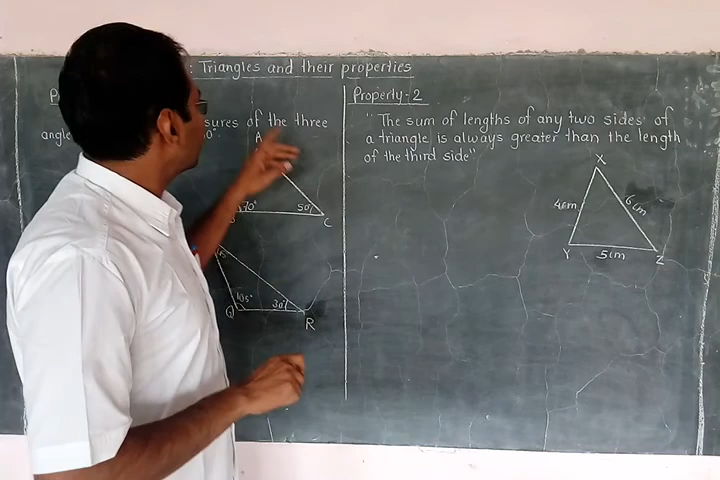 : Triangles and their properties
Property-2
sures of the three
angle
"The sum of lengths of any two sides of
a triangle is always greater than the length
of the third side"
A
70° 50°
C
105° 30°
Q
R
X
4cm 6cm
Y 5cm Z